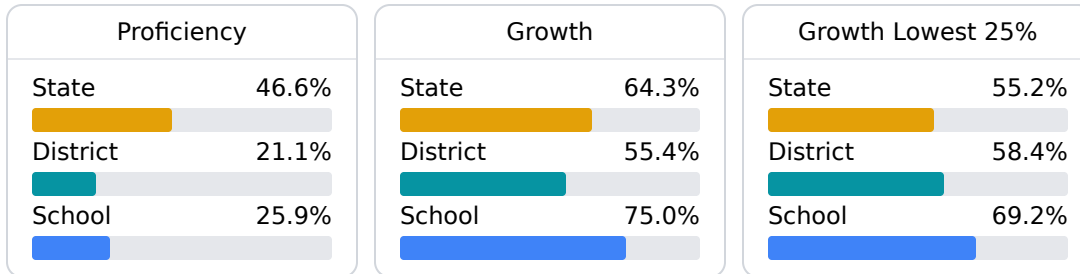 Proficiency
State 46.6%
District 21.1%
School 25.9%
Growth
State 64.3%
District 55.4%
School 75.0%
Growth Lowest 25%
State 55.2%
District 58.4%
School 69.2%